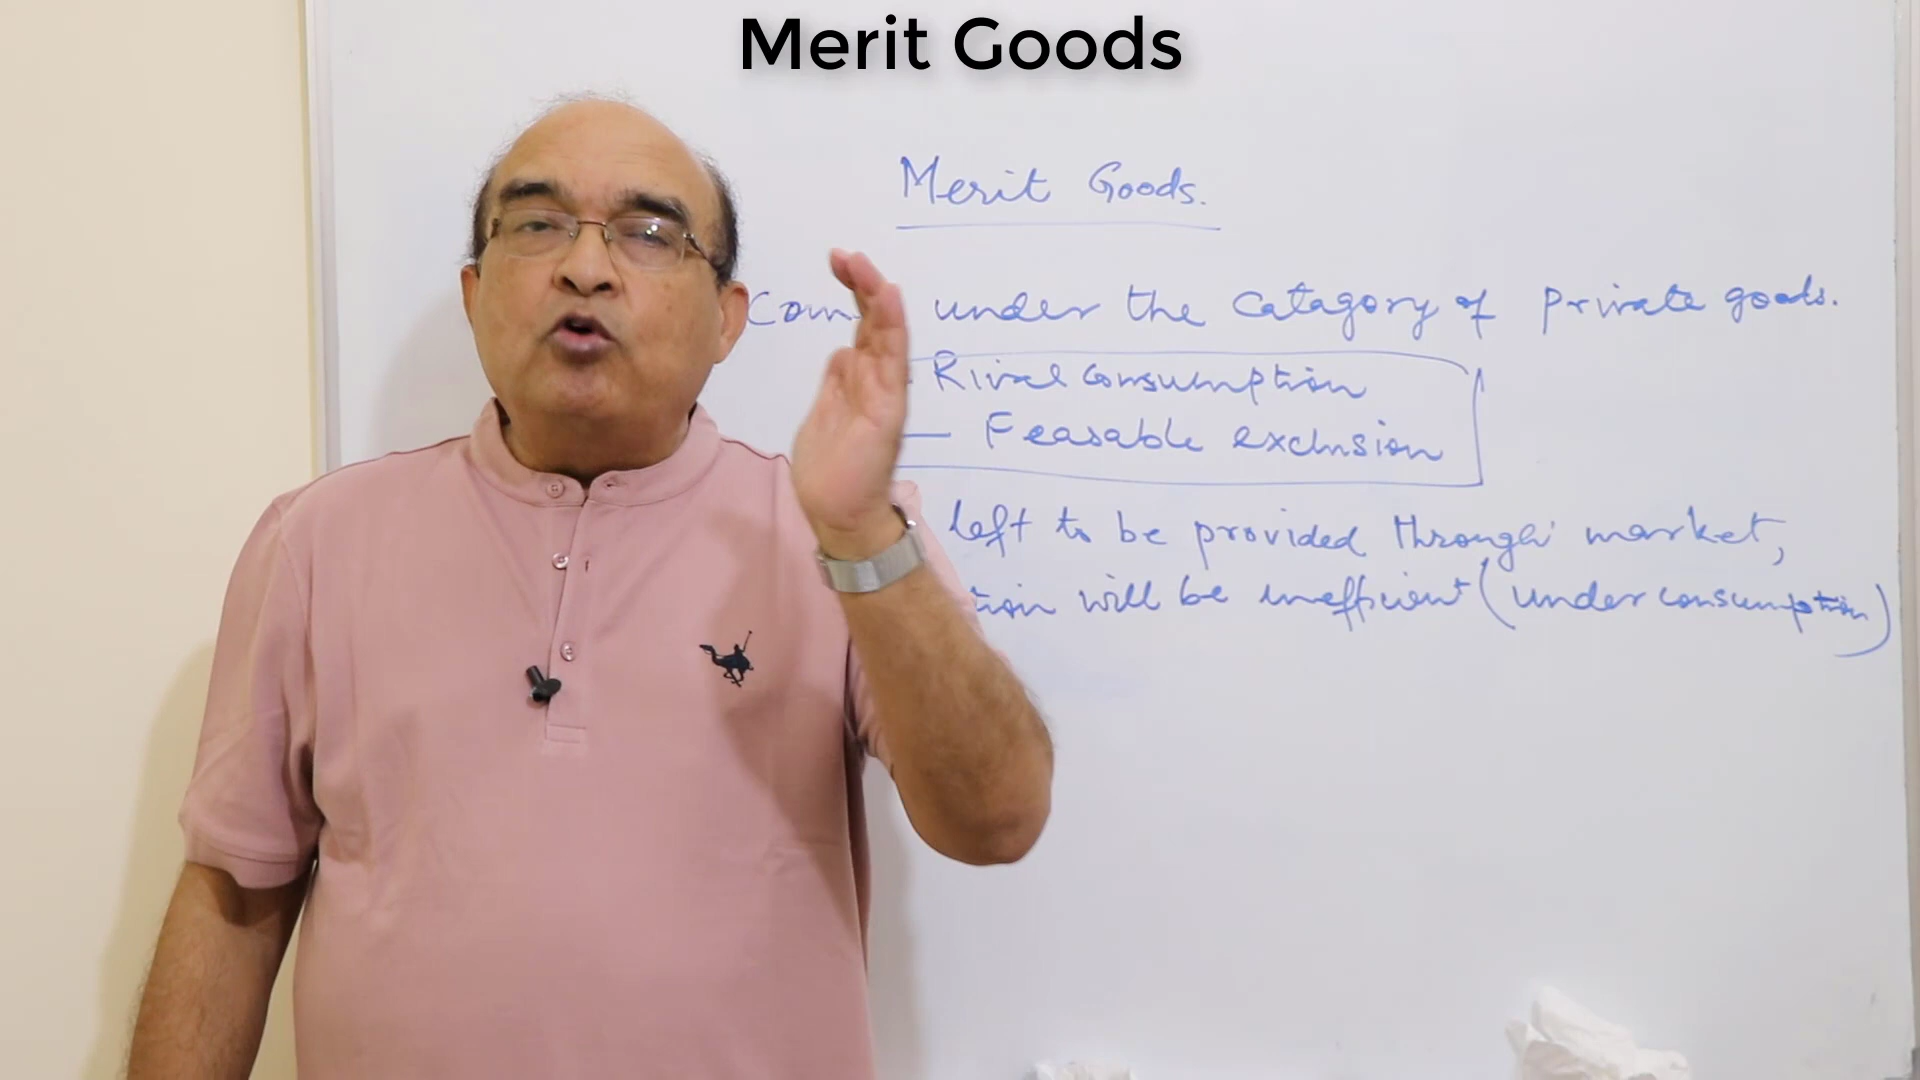 Merit Goods
Merit Goods.
Com under the Catagory of Private goods.
Rival consumption
— Feasable exclusion
left to be provided through market,
tion will be inefficient (under consumption)